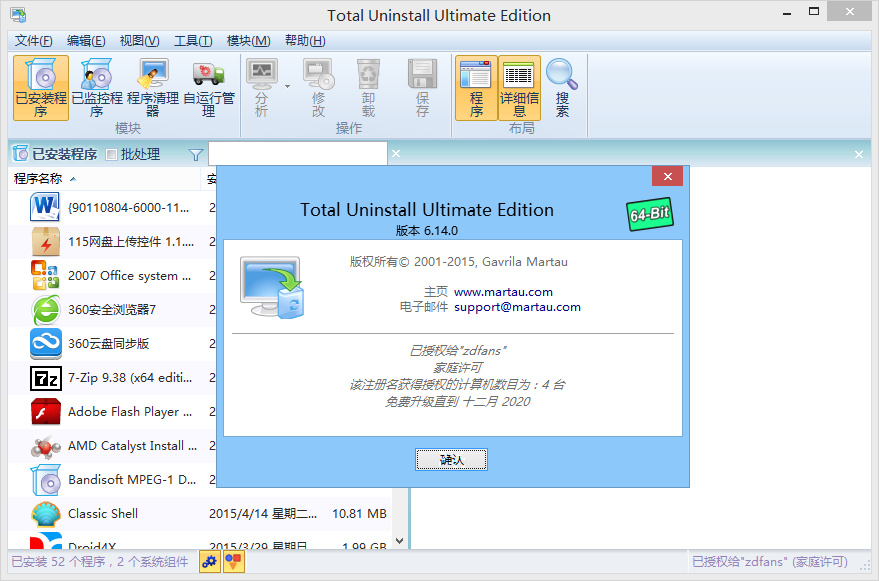 Total Uninstall Ultimate Edition
文件(F) 编辑(E) 视图(V) 工具(T) 模块(M) 帮助(H)
已安装程序 已监控程序 程序清理器 自运行管理 分析 修改 卸载 保存 程序 详细信息 搜索
模块 操作 布局
已安装程序 批处理
程序名称 安
{90110804-6000-11... 2
115网盘上传控件 1.1.... 2
2007 Office system ... 2
360安全浏览器7 2
360云盘同步版 2
7-Zip 9.38 (x64 editi... 2
Adobe Flash Player ... 2
AMD Catalyst Install ... 2
Bandisoft MPEG-1 D... 2
Classic Shell 2015/4/14 星期二... 10.81 MB
Droid4X 2015/3/29 星期日 1.99 GB
Total Uninstall Ultimate Edition
版本 6.14.0
64-Bit
版权所有© 2001-2015, Gavrila Martau
主页 www.martau.com
电子邮件 support@martau.com
已授权给"zdfans"
家庭许可
该注册名获得授权的计算机数目为：4 台
免费升级直到 十二月 2020
确认
已安装 52 个程序，2 个系统组件
已授权给"zdfans" (家庭许可)